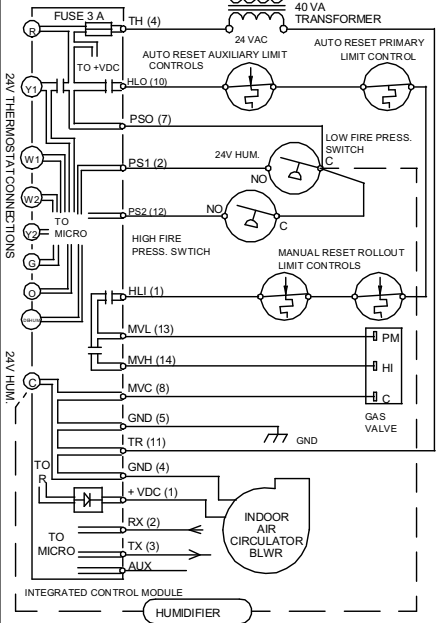 40 VA
TRANSFORMER
FUSE 3 A
TH (4)
R
24 VAC
AUTO RESET AUXILIARY LIMIT
CONTROLS
AUTO RESET PRIMARY
LIMIT CONTROL
TO +VDC
HLO (10)
Y1
PSO (7)
24V THERMOSTAT CONNECTIONS
LOW FIRE PRESS.
SWITCH
24V HUM.
C
W1
PS1 (2)
NO
W2
PS2 (12)
NO
C
TO
MICRO
Y2
HIGH FIRE
PRESS. SWTICH
G
MANUAL RESET ROLLOUT
LIMIT CONTROLS
O
HLI (1)
DEHUM
MVL (13)
PM
24V HUM.
MVH (14)
HI
C
MVC (8)
C
GAS
VALVE
GND (5)
GND
TR (11)
TO
R
GND (4)
+ VDC (1)
RX (2)
INDOOR
AIR
CIRCULATOR
BLWR
TO
MICRO
TX (3)
AUX
INTEGRATED CONTROL MODULE
HUMIDIFIER